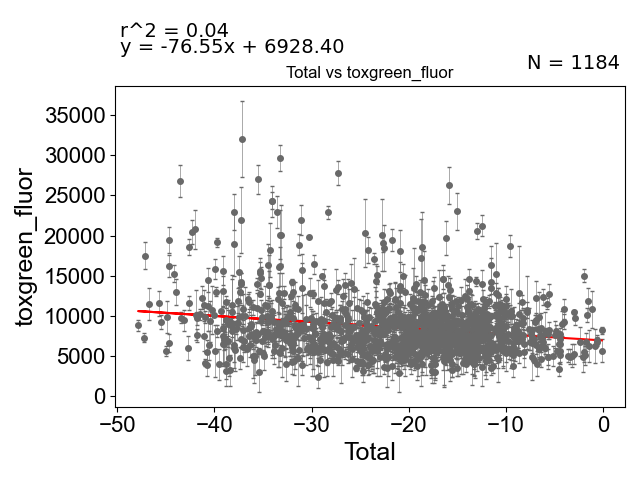 r^2 = 0.04
y = -76.55x + 6928.40
N = 1184
Total vs toxgreen_fluor
35000
30000
25000
20000
15000
10000
5000
0
toxgreen_fluor
−50 −40 −30 −20 −10 0
Total